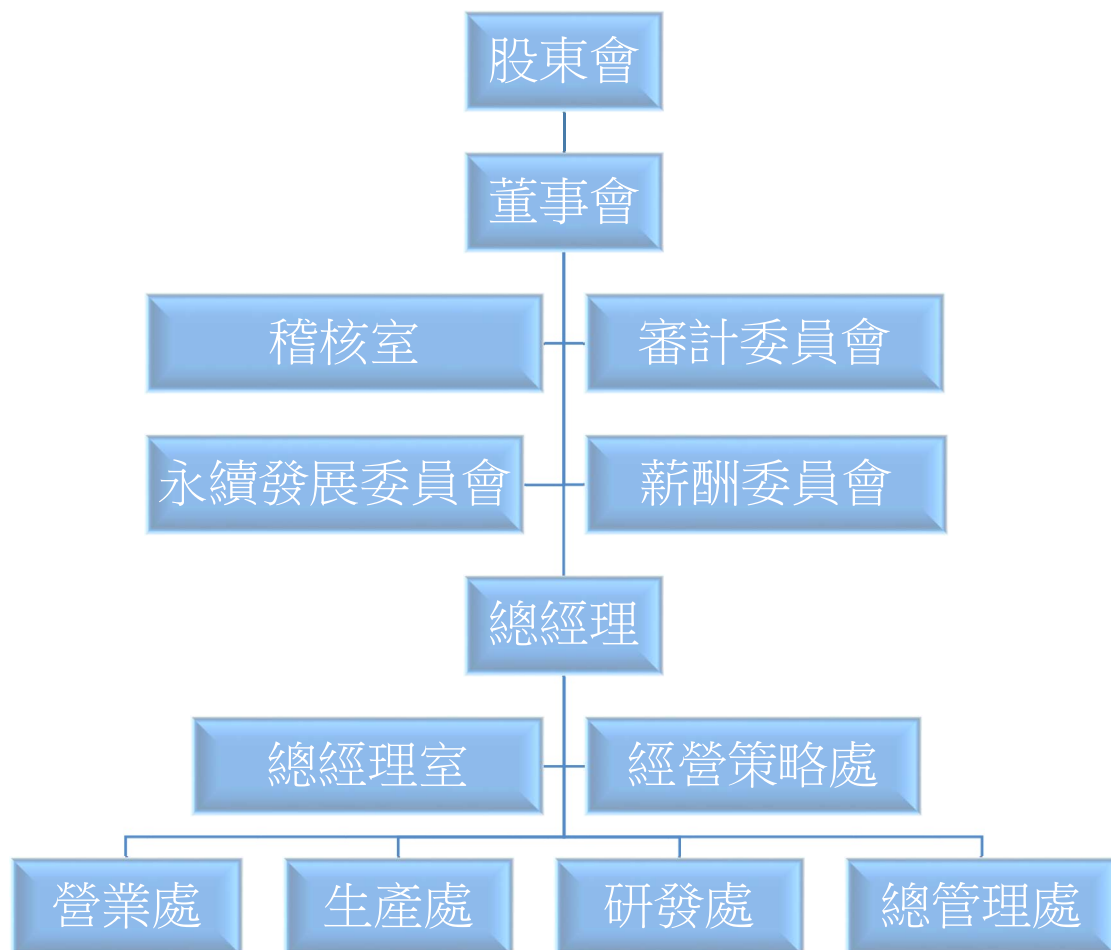 股東會
董事會
稽核室
審計委員會
永續發展委員會
薪酬委員會
總經理
總經理室
經營策略處
營業處
生產處
研發處
總管理處